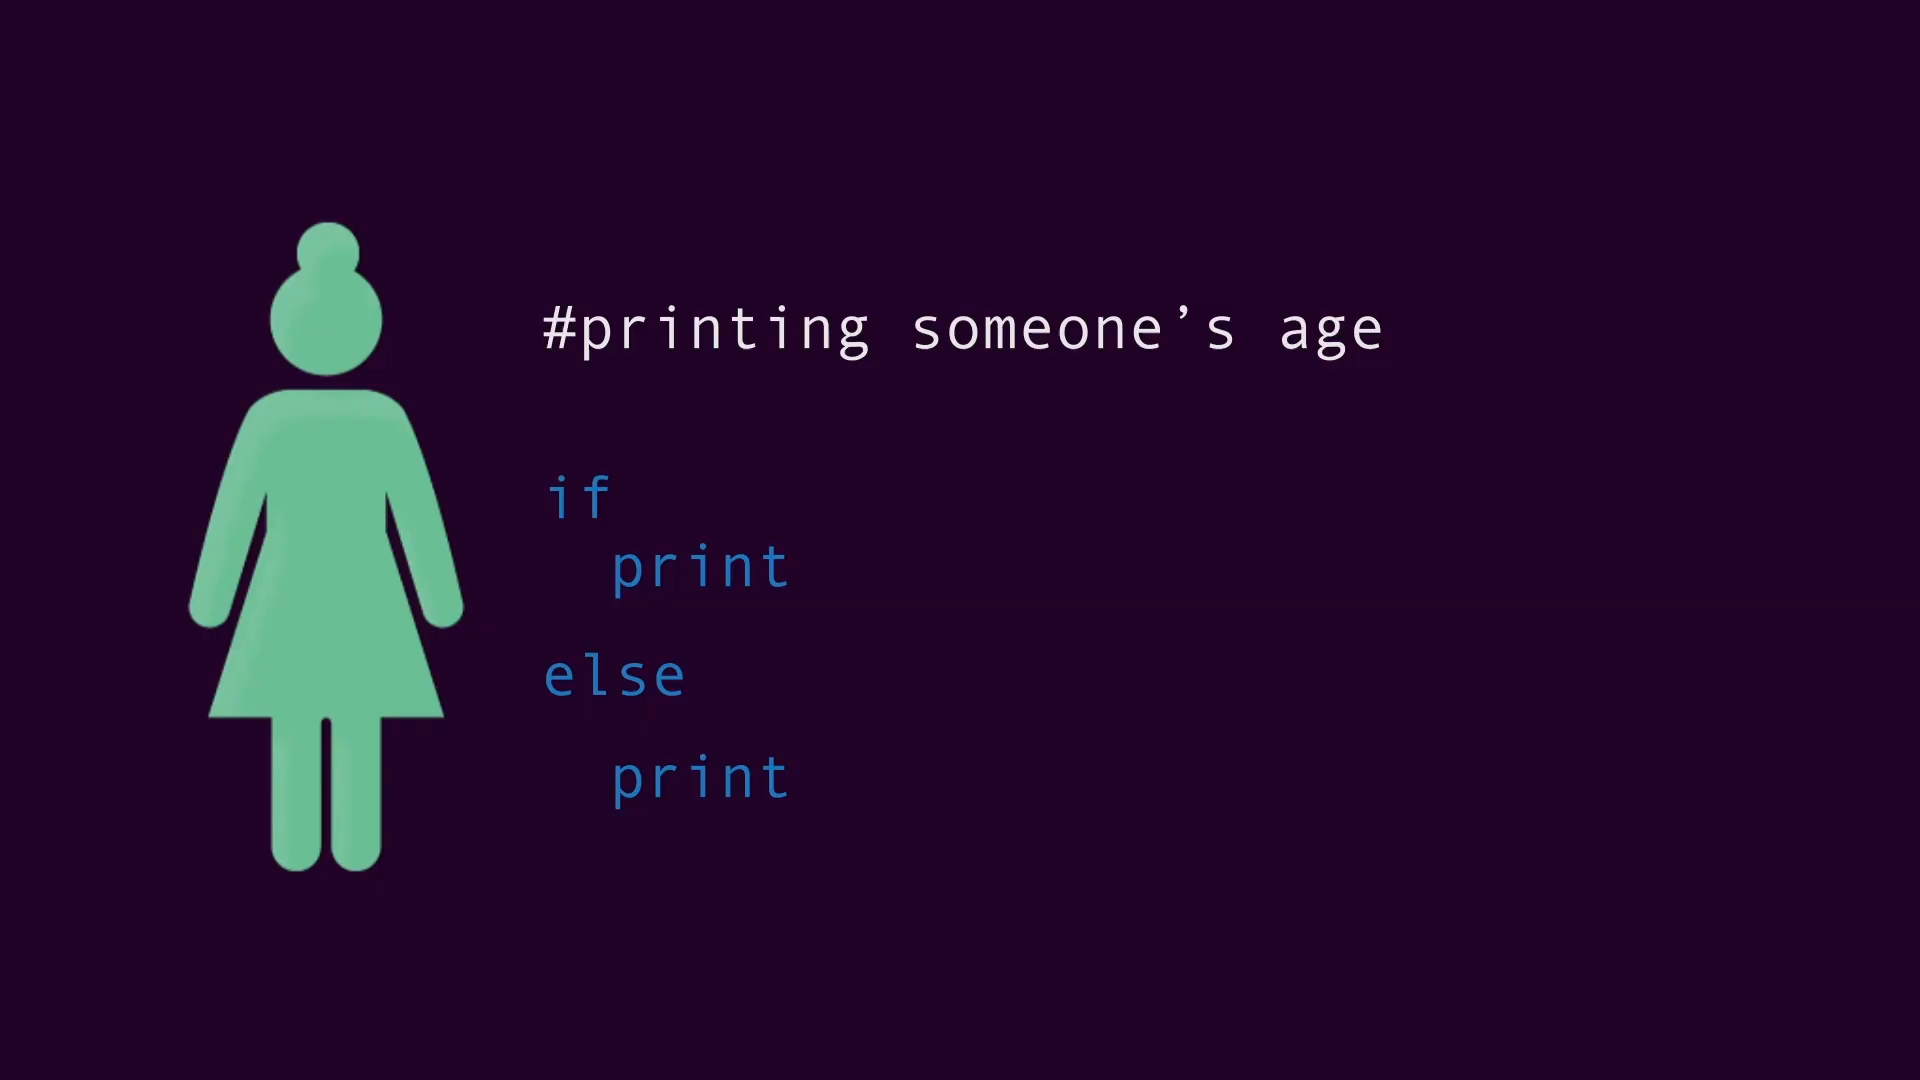 #printing someone’s age
if
print
else
print